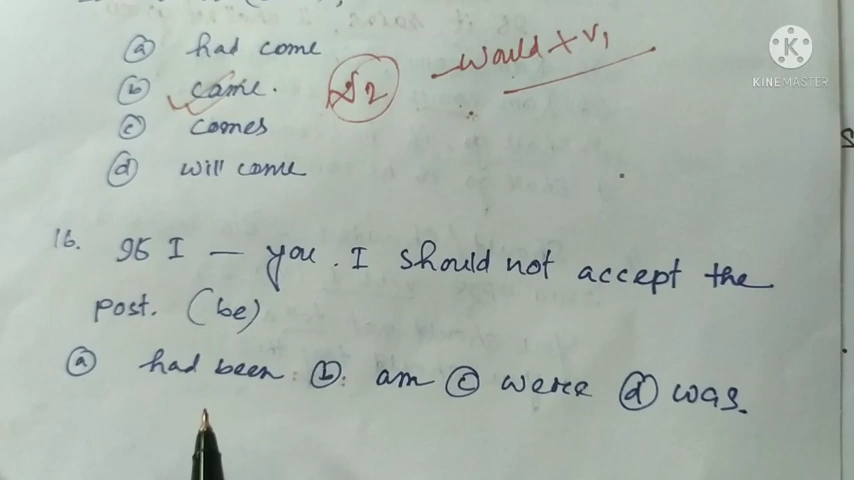 ⓐ had come
would + V₁
KINEMASTER
ⓑ came.
V2
ⓒ comes
ⓓ will come
16. If I — you. I should not accept the
post. (be)
ⓐ had been ⓑ am ⓒ were ⓓ was.